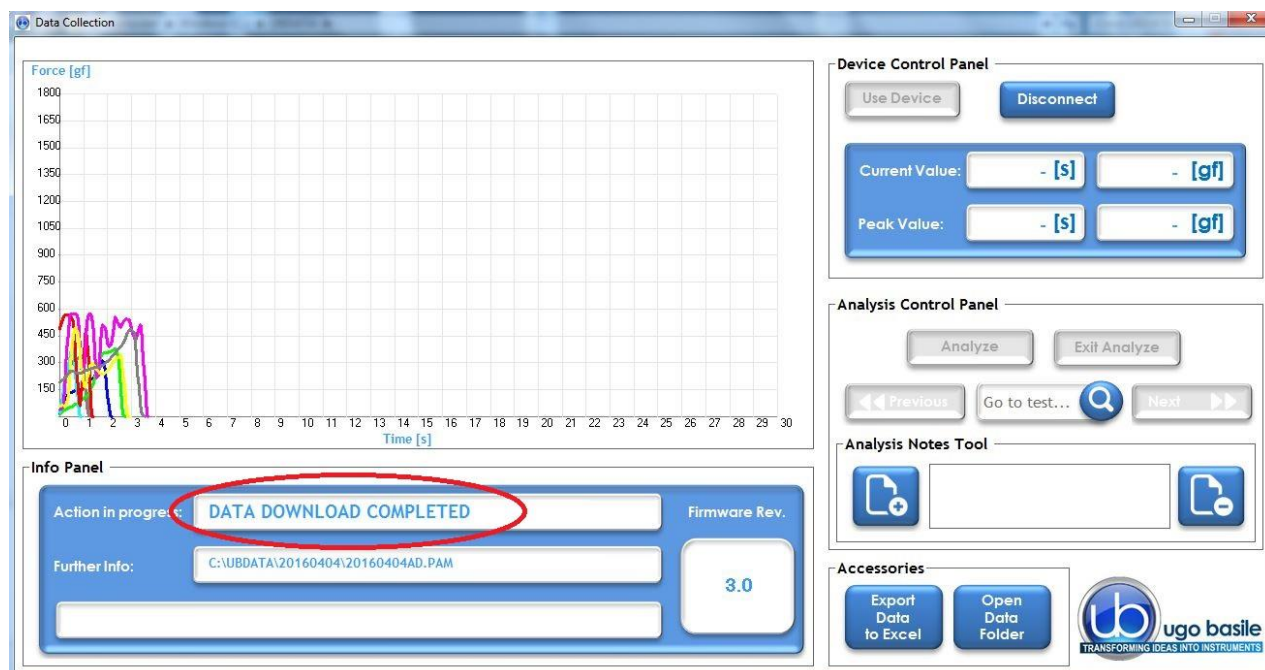 Data Collection
Force [gf]
1800
1650
1500
1350
1200
1050
900
750
600
450
300
150
0 1 2 3 4 5 6 7 8 9 10 11 12 13 14 15 16 17 18 19 20 21 22 23 24 25 26 27 28 29 30
Time [s]
Info Panel
Action in progress:
DATA DOWNLOAD COMPLETED
Firmware Rev.
Further Info:
C:\UBDATA\20160404\20160404AD.PAM
3.0
Device Control Panel
Use Device
Disconnect
Current Value: - [s] - [gf]
Peak Value: - [s] - [gf]
Analysis Control Panel
Analyze
Exit Analyze
Previous
Go to test...
Next
Analysis Notes Tool
Accessories
Export
Data
to Excel
Open
Data
Folder
ub
ugo basile
TRANSFORMING IDEAS INTO INSTRUMENTS